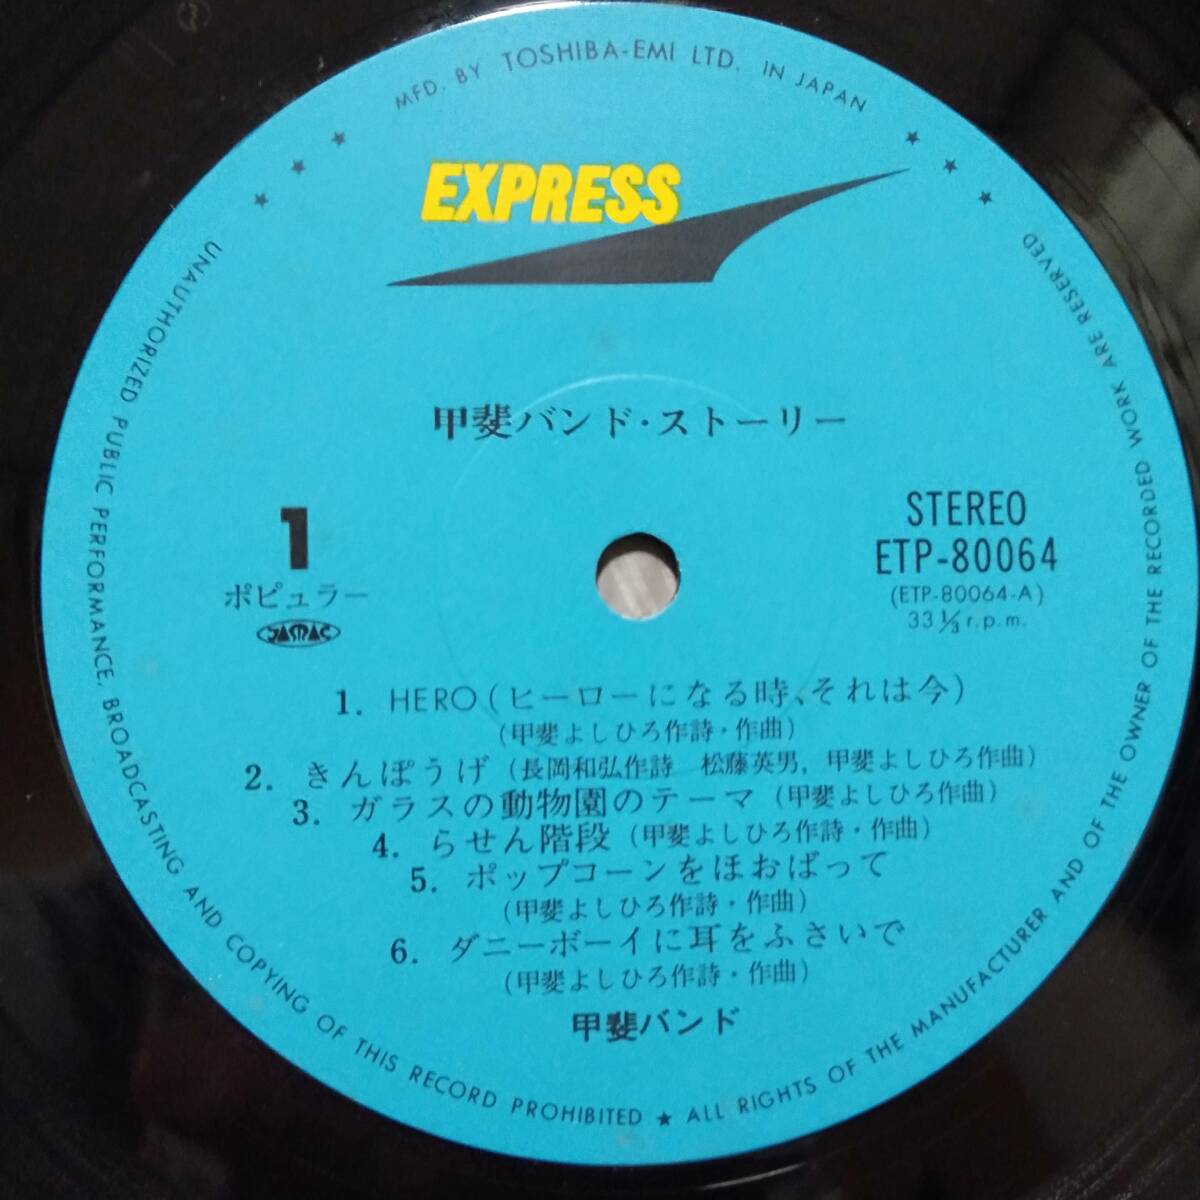 MFD. BY TOSHIBA-EMI LTD. IN JAPAN
EXPRESS
甲斐バンド・ストーリー
1
ポピュラー
JASRAC
STEREO
ETP-80064
(ETP-80064-A)
33 1/3 r.p.m.
1. HERO(ヒーローになる時、それは今)
(甲斐よしひろ作詩・作曲)
2. きんぽうげ(長岡和弘作詩 松藤英男, 甲斐よしひろ作曲)
3. ガラスの動物園のテーマ(甲斐よしひろ作曲)
4. らせん階段(甲斐よしひろ作詩・作曲)
5. ポップコーンをほおばって
(甲斐よしひろ作詩・作曲)
6. ダニーボーイに耳をふさいで
(甲斐よしひろ作詩・作曲)
甲斐バンド
UNAUTHORIZED PUBLIC PERFORMANCE, BROADCASTING AND COPYING OF THIS RECORD PROHIBITED ★ ALL RIGHTS OF THE MANUFACTURER AND OF THE OWNER OF THE RECORDED WORK ARE RESERVED